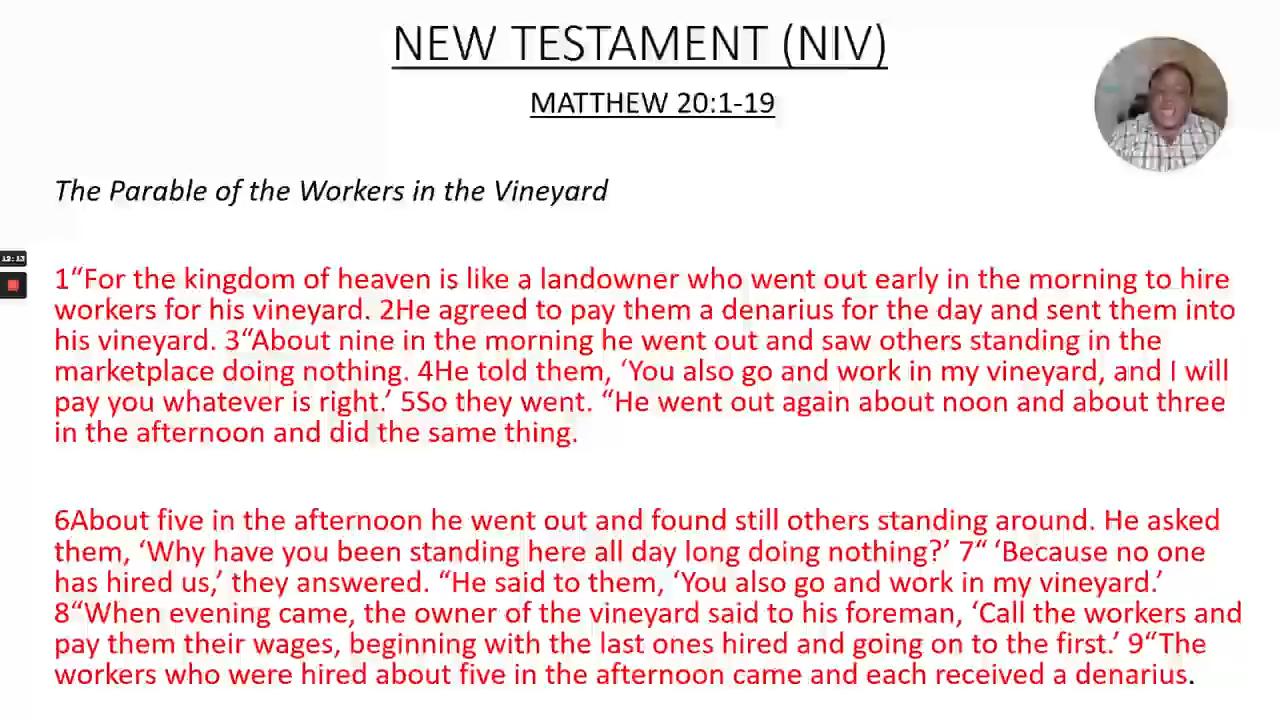 NEW TESTAMENT (NIV)
MATTHEW 20:1-19
The Parable of the Workers in the Vineyard
12:13
1“For the kingdom of heaven is like a landowner who went out early in the morning to hire
workers for his vineyard. 2He agreed to pay them a denarius for the day and sent them into
his vineyard. 3“About nine in the morning he went out and saw others standing in the
marketplace doing nothing. 4He told them, ‘You also go and work in my vineyard, and I will
pay you whatever is right.’ 5So they went. “He went out again about noon and about three
in the afternoon and did the same thing.
6About five in the afternoon he went out and found still others standing around. He asked
them, ‘Why have you been standing here all day long doing nothing?’ 7“ ‘Because no one
has hired us,’ they answered. “He said to them, ‘You also go and work in my vineyard.’
8“When evening came, the owner of the vineyard said to his foreman, ‘Call the workers and
pay them their wages, beginning with the last ones hired and going on to the first.’ 9“The
workers who were hired about five in the afternoon came and each received a denarius.